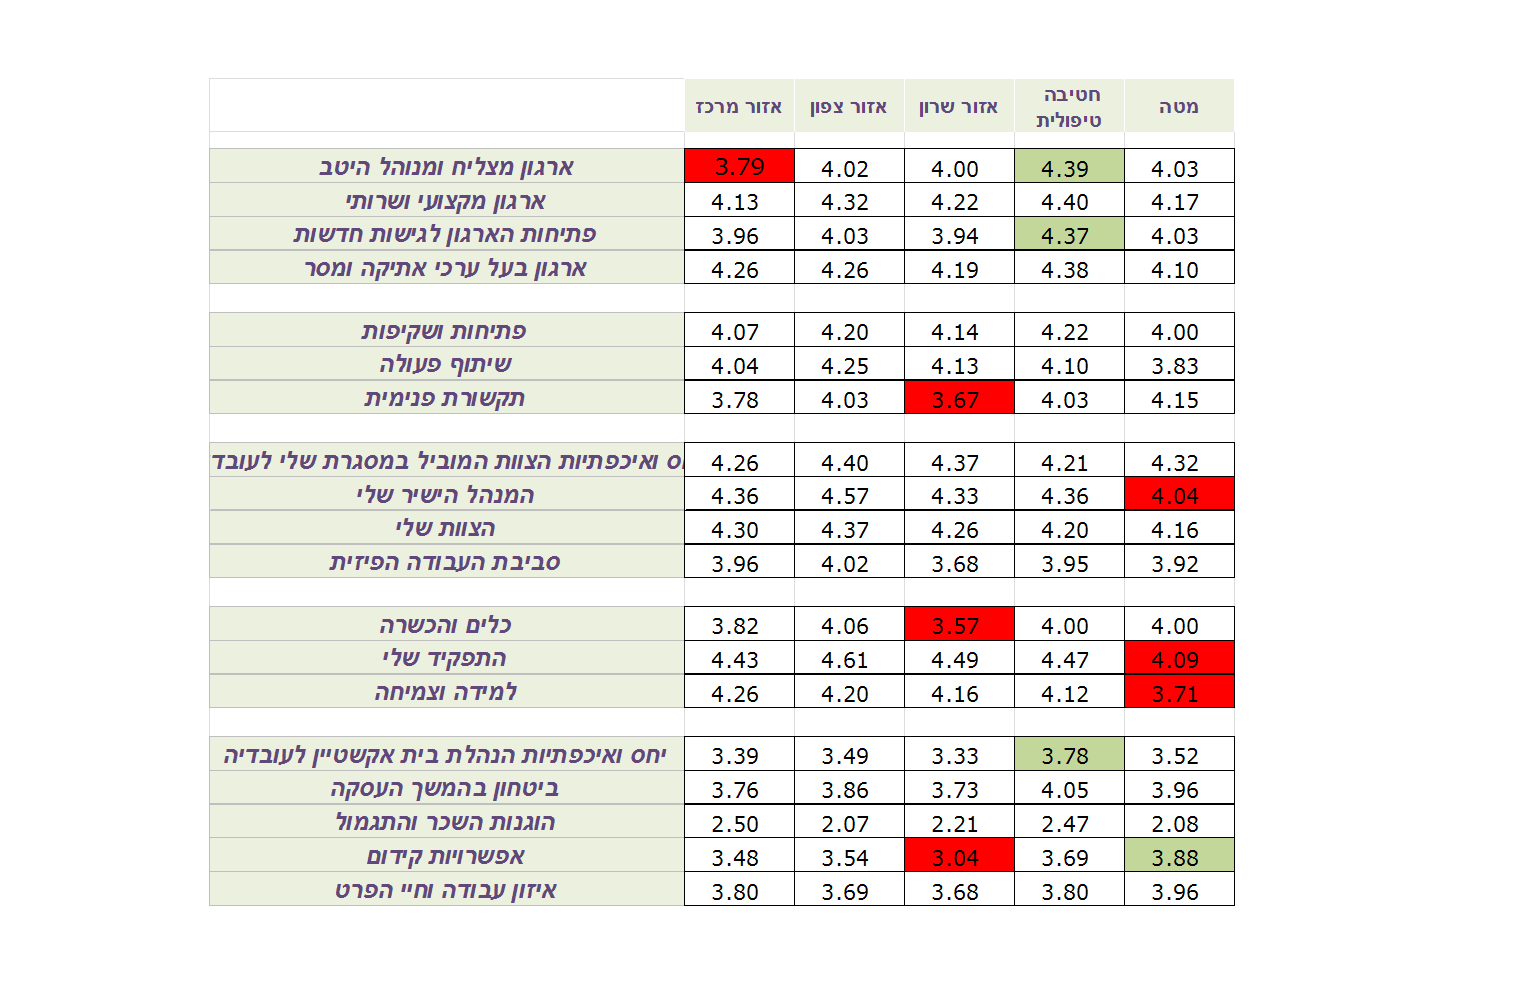 אזור מרכז אזור צפון אזור שרון חטיבה טיפולית מטה
ארגון מצליח ומנוהל היטב 3.79 4.02 4.00 4.39 4.03
ארגון מקצועי ושרותי 4.13 4.32 4.22 4.40 4.17
פתיחות הארגון לגישות חדשות 3.96 4.03 3.94 4.37 4.03
ארגון בעל ערכי אתיקה ומסר 4.26 4.26 4.19 4.38 4.10
פתיחות ושקיפות 4.07 4.20 4.14 4.22 4.00
שיתוף פעולה 4.04 4.25 4.13 4.10 3.83
תקשורת פנימית 3.78 4.03 3.67 4.03 4.15
ואיכפתיות הצוות המוביל במסגרת שלי לעובד 4.26 4.40 4.37 4.21 4.32
המנהל הישיר שלי 4.36 4.57 4.33 4.36 4.04
הצוות שלי 4.30 4.37 4.26 4.20 4.16
סביבת העבודה הפיזית 3.96 4.02 3.68 3.95 3.92
כלים והכשרה 3.82 4.06 3.57 4.00 4.00
התפקיד שלי 4.43 4.61 4.49 4.47 4.09
למידה וצמיחה 4.26 4.20 4.16 4.12 3.71
יחס ואיכפתיות הנהלת בית אקשטיין לעובדיה 3.39 3.49 3.33 3.78 3.52
ביטחון בהמשך העסקה 3.76 3.86 3.73 4.05 3.96
הוגנות השכר והתגמול 2.50 2.07 2.21 2.47 2.08
אפשרויות קידום 3.48 3.54 3.04 3.69 3.88
איזון עבודה וחיי הפרט 3.80 3.69 3.68 3.80 3.96